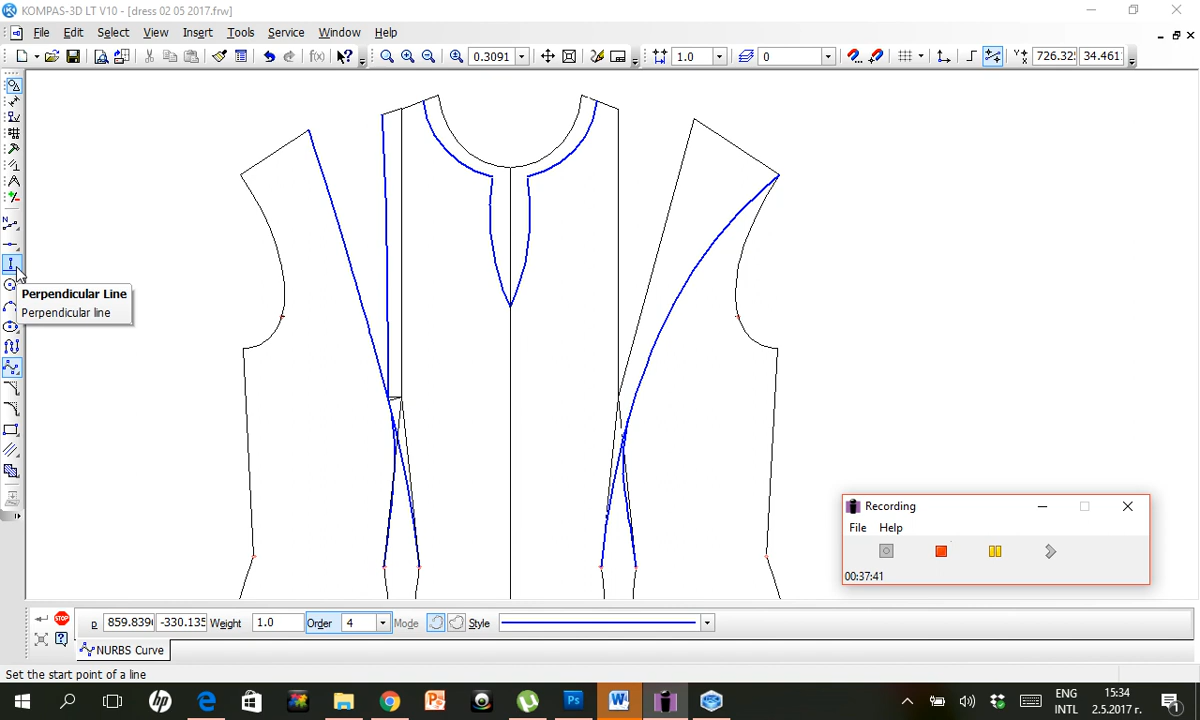 KOMPAS-3D LT V10 - [dress 02 05 2017.frw]
File Edit Select View Insert Tools Service Window Help
0.3091 1.0 0 726.325 34.461
Perpendicular Line
Perpendicular line
Recording
File Help
00:37:41
p 859.8396 -330.135 Weight 1.0 Order 4 Mode Style
NURBS Curve
Set the start point of a line
ENG 15:34
INTL 2.5.2017 г.